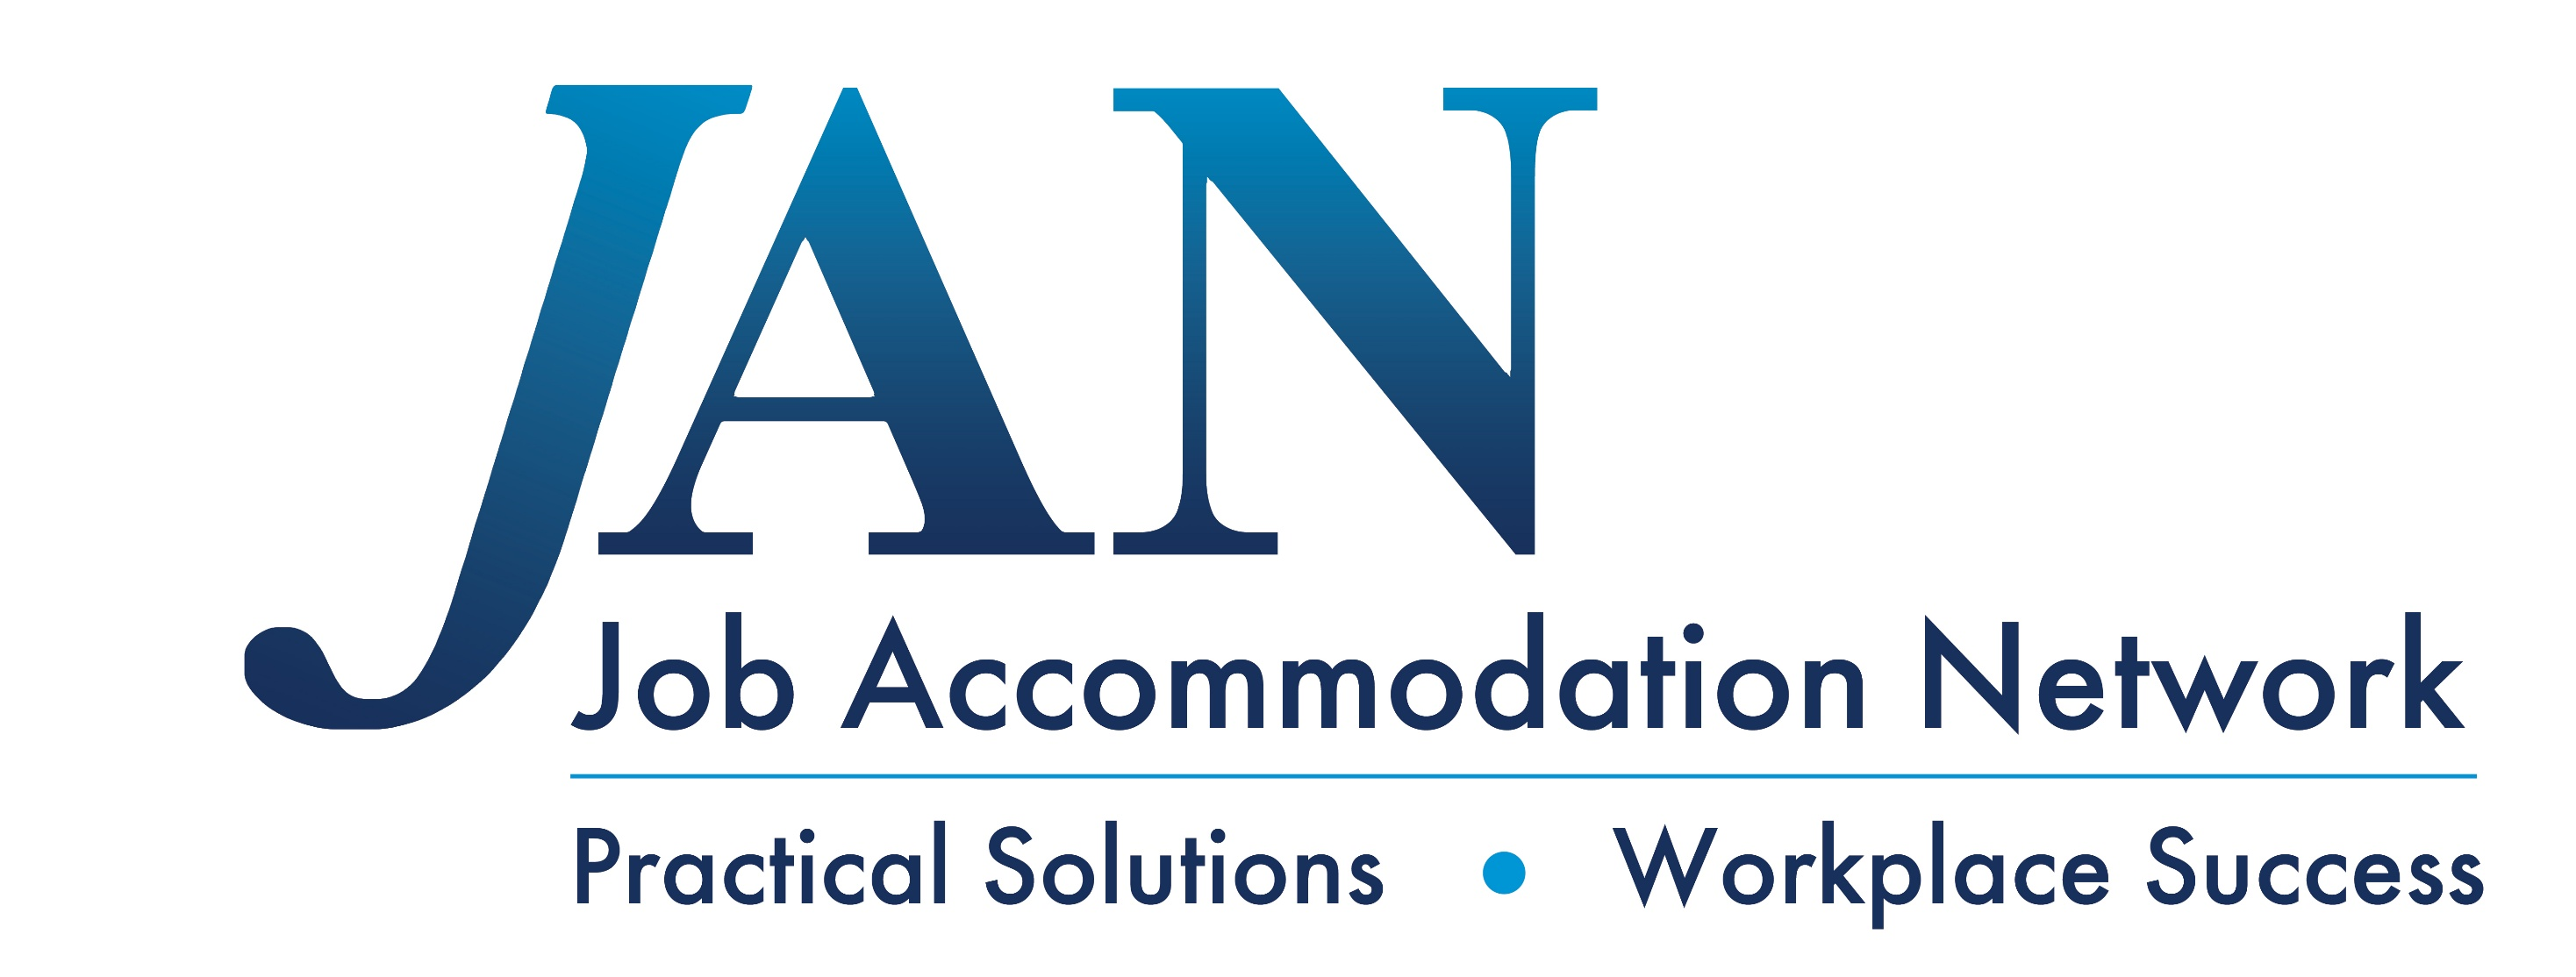 JAN
Job Accommodation Network
Practical Solutions • Workplace Success